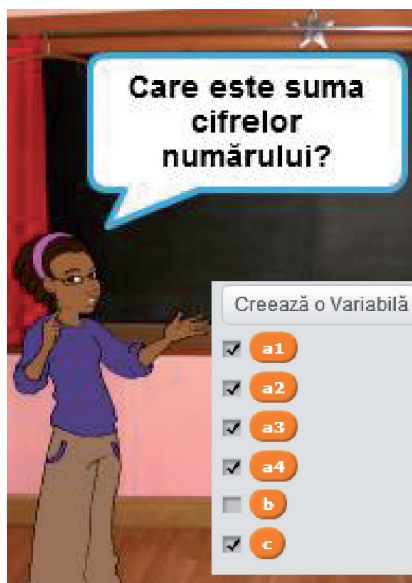 Care este suma
cifrelor
numărului?
Creează o Variabilă
a1
a2
a3
a4
b
c